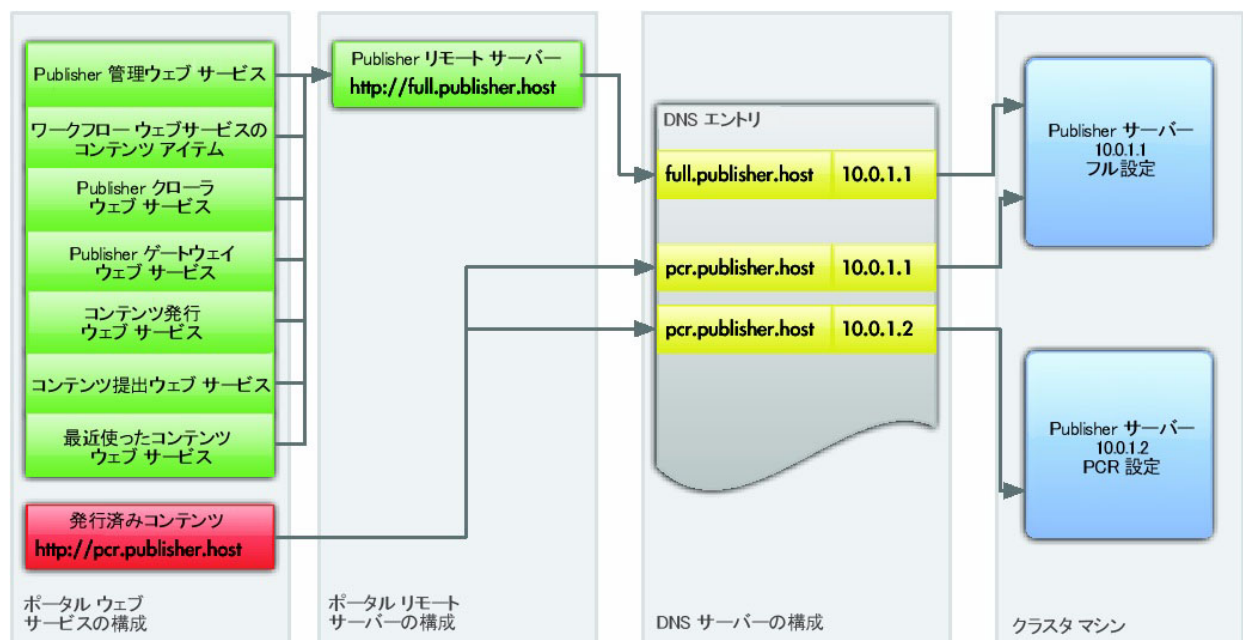 Publisher 管理ウェブ サービス
ワークフロー ウェブサービスの
コンテンツ アイテム
Publisher クローラ
ウェブ サービス
Publisher ゲートウェイ
ウェブ サービス
コンテンツ発行
ウェブ サービス
コンテンツ提出ウェブ サービス
最近使ったコンテンツ
ウェブ サービス
発行済みコンテンツ
http://pcr.publisher.host
ポータル ウェブ
サービスの構成
Publisher リモート サーバー
http://full.publisher.host
ポータル リモート
サーバーの構成
DNS エントリ
full.publisher.host 10.0.1.1
pcr.publisher.host 10.0.1.1
pcr.publisher.host 10.0.1.2
DNS サーバーの構成
Publisher サーバー
10.0.1.1
フル設定
Publisher サーバー
10.0.1.2
PCR 設定
クラスタ マシン